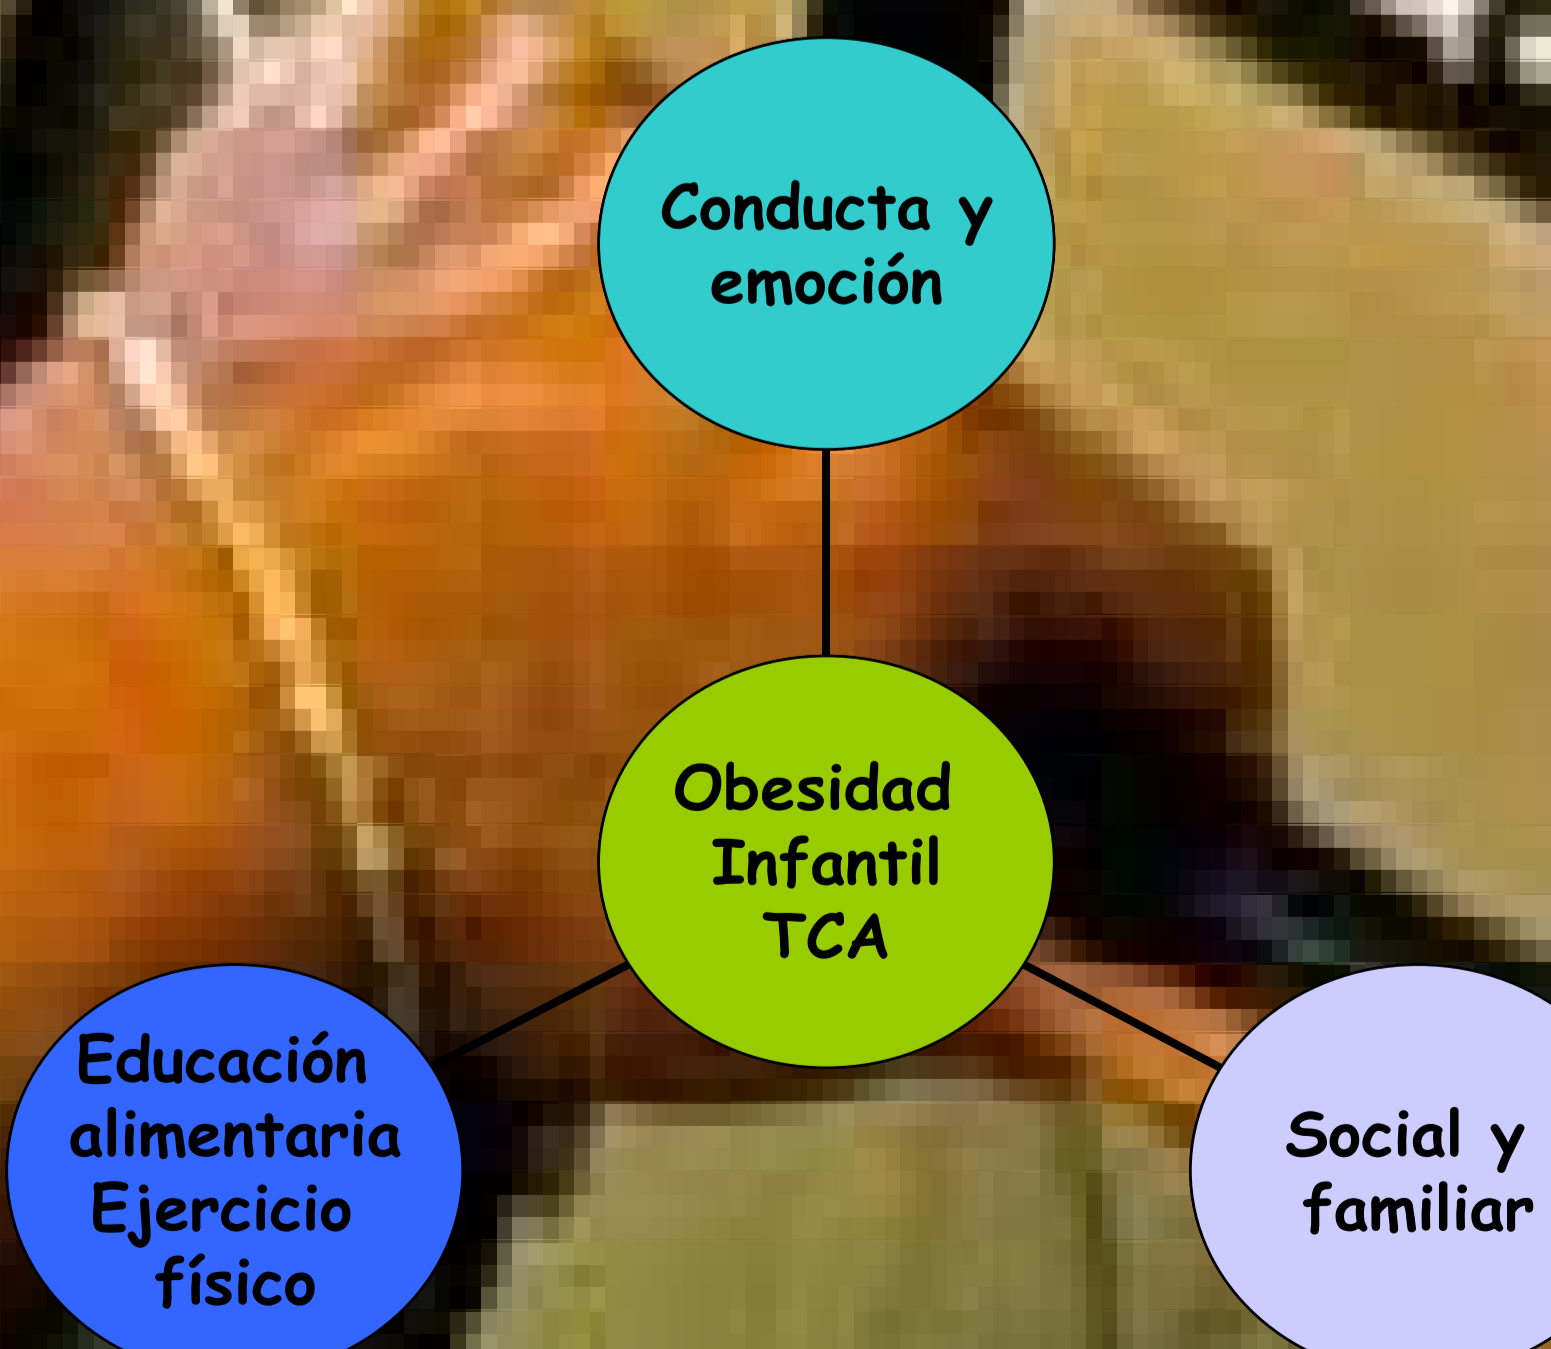 Conducta y
emoción
Obesidad
Infantil
TCA
Educación
alimentaria
Ejercicio
físico
Social y
familiar